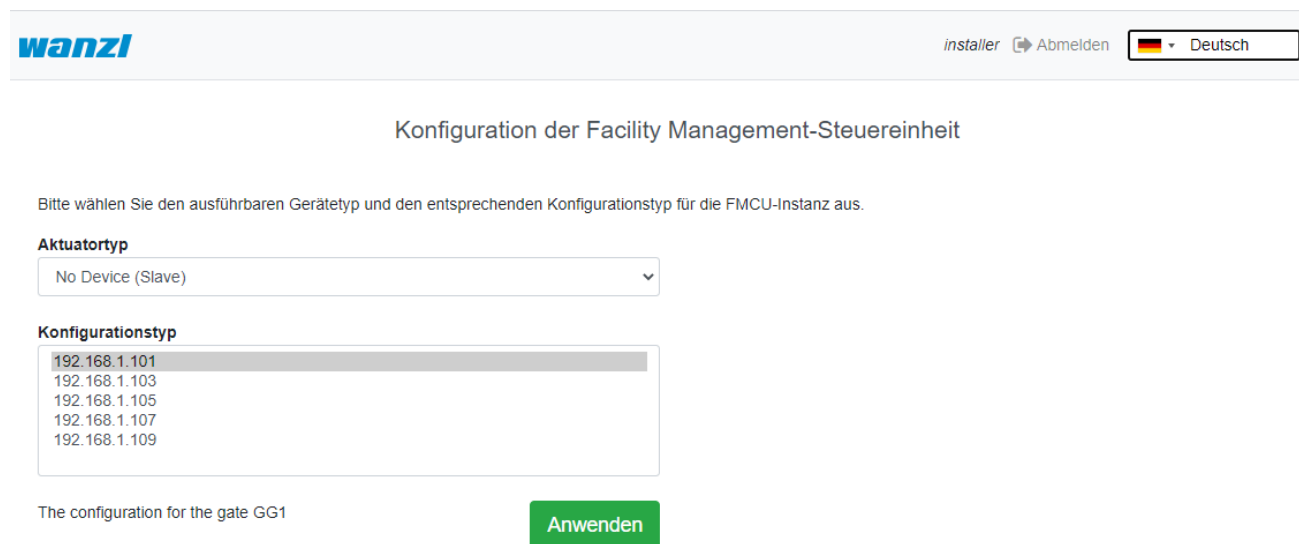 wanzl
installer Abmelden Deutsch
Konfiguration der Facility Management-Steuereinheit
Bitte wählen Sie den ausführbaren Gerätetyp und den entsprechenden Konfigurationstyp für die FMCU-Instanz aus.
Aktuatortyp
No Device (Slave)
Konfigurationstyp
192.168.1.101
192.168.1.103
192.168.1.105
192.168.1.107
192.168.1.109
The configuration for the gate GG1
Anwenden